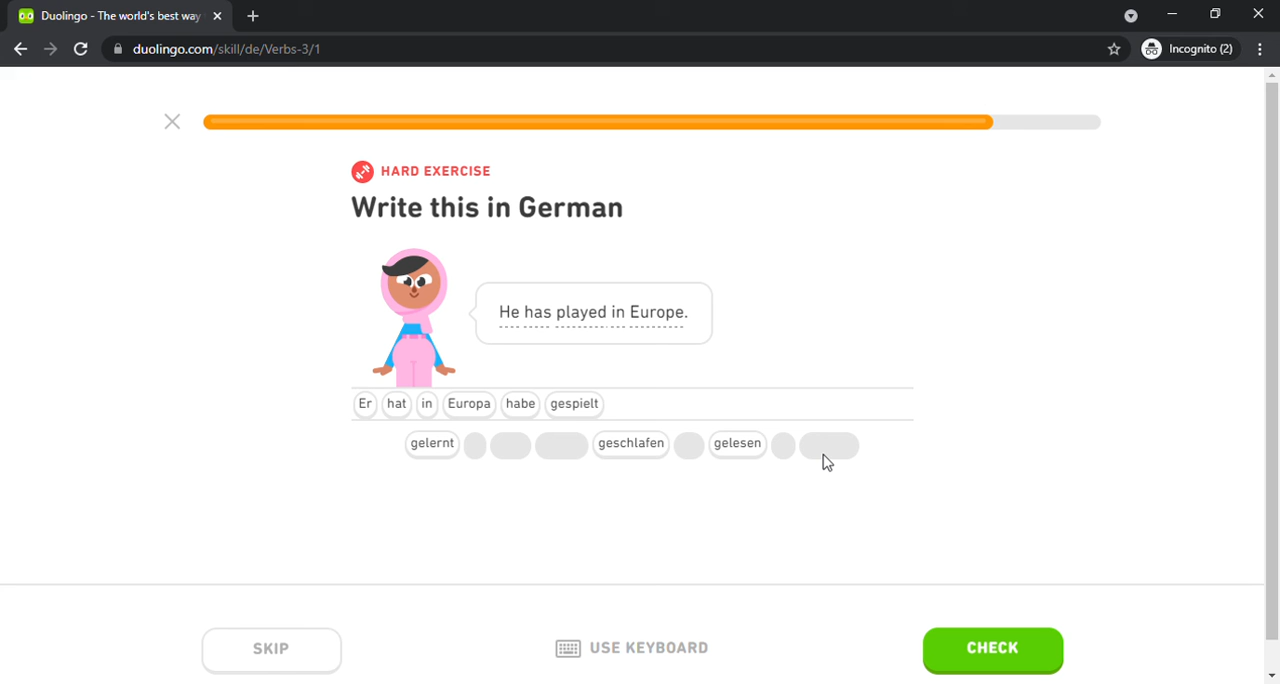 Duolingo - The world's best way
duolingo.com/skill/de/Verbs-3/1
Incognito (2)
HARD EXERCISE
Write this in German
He has played in Europe.
Er hat in Europa habe gespielt
gelernt geschlafen gelesen
SKIP USE KEYBOARD CHECK